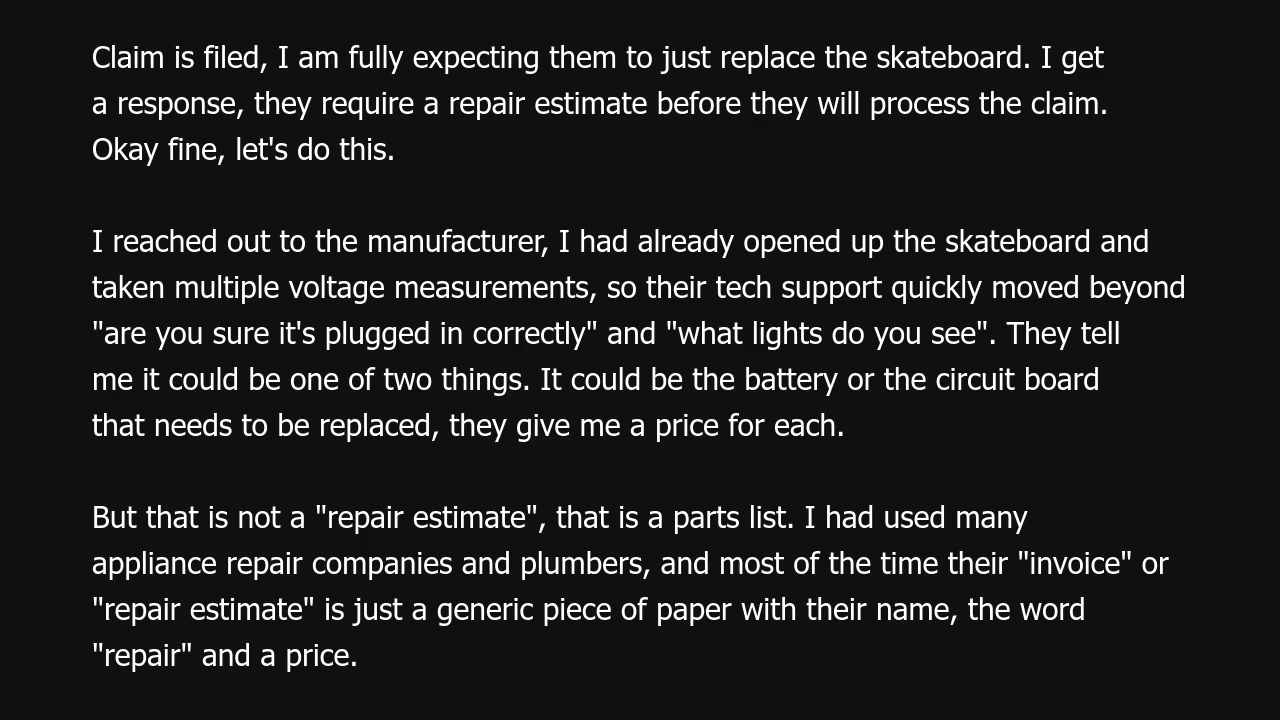 Claim is filed, I am fully expecting them to just replace the skateboard. I get
a response, they require a repair estimate before they will process the claim.
Okay fine, let's do this.
I reached out to the manufacturer, I had already opened up the skateboard and
taken multiple voltage measurements, so their tech support quickly moved beyond
"are you sure it's plugged in correctly" and "what lights do you see". They tell
me it could be one of two things. It could be the battery or the circuit board
that needs to be replaced, they give me a price for each.
But that is not a "repair estimate", that is a parts list. I had used many
appliance repair companies and plumbers, and most of the time their "invoice" or
"repair estimate" is just a generic piece of paper with their name, the word
"repair" and a price.